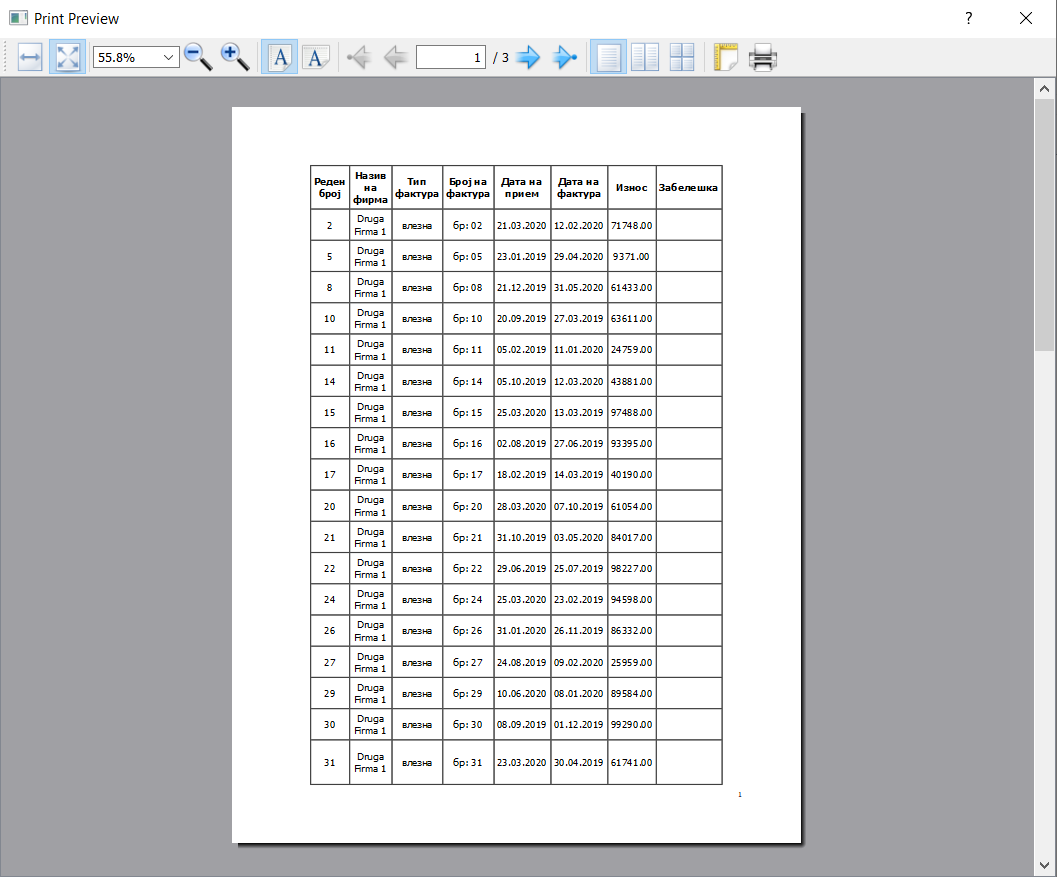 Print Preview
?
55.8%
A
A
1 / 3
Реден број Назив на фирма Тип фактура Број на фактура Дата на прием Дата на фактура Износ Забелешка
2 Druga Firma 1 влезна бр: 02 21.03.2020 12.02.2020 71748.00
5 Druga Firma 1 влезна бр: 05 23.01.2019 29.04.2020 9371.00
8 Druga Firma 1 влезна бр: 08 21.12.2019 31.05.2020 61433.00
10 Druga Firma 1 влезна бр: 10 20.09.2019 27.03.2019 63611.00
11 Druga Firma 1 влезна бр: 11 05.02.2019 11.01.2020 24759.00
14 Druga Firma 1 влезна бр: 14 05.10.2019 12.03.2020 43881.00
15 Druga Firma 1 влезна бр: 15 25.03.2020 13.03.2019 97488.00
16 Druga Firma 1 влезна бр: 16 02.08.2019 27.06.2019 93395.00
17 Druga Firma 1 влезна бр: 17 18.02.2019 14.03.2019 40190.00
20 Druga Firma 1 влезна бр: 20 28.03.2020 07.10.2019 61054.00
21 Druga Firma 1 влезна бр: 21 31.10.2019 03.05.2020 84017.00
22 Druga Firma 1 влезна бр: 22 29.06.2019 25.07.2019 98227.00
24 Druga Firma 1 влезна бр: 24 25.03.2020 23.02.2019 94598.00
26 Druga Firma 1 влезна бр: 26 31.01.2020 26.11.2019 86332.00
27 Druga Firma 1 влезна бр: 27 24.08.2019 09.02.2020 25959.00
29 Druga Firma 1 влезна бр: 29 10.06.2020 08.01.2020 89584.00
30 Druga Firma 1 влезна бр: 30 08.09.2019 01.12.2019 99290.00
31 Druga Firma 1 влезна бр: 31 23.03.2020 30.04.2019 61741.00
1